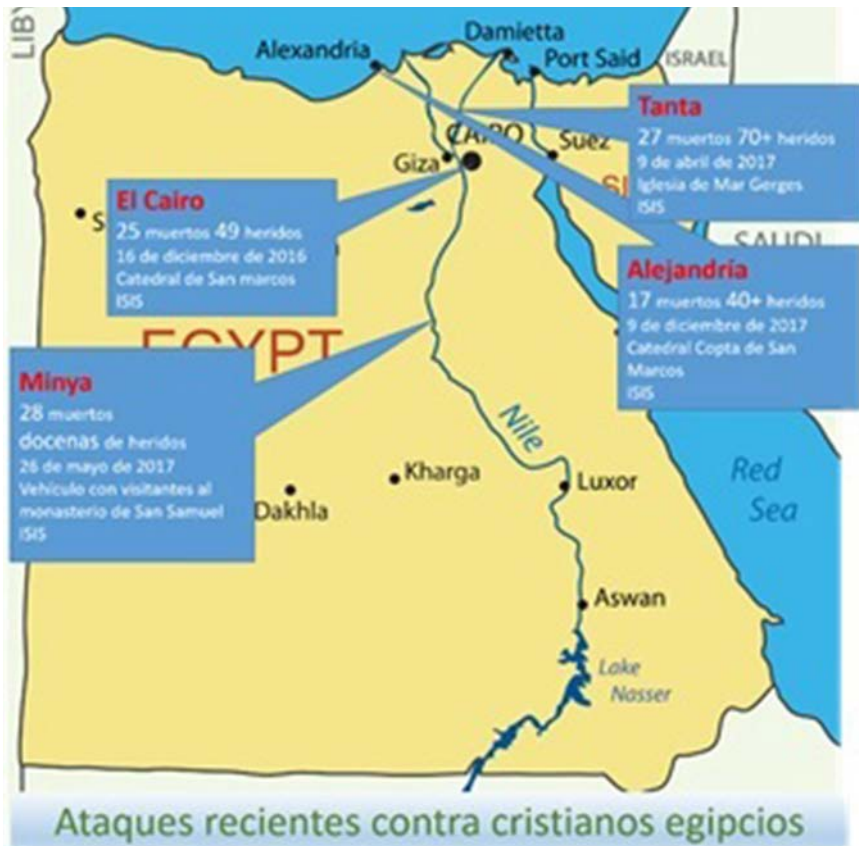 LIB
Alexandria
Damietta
Port Said
ISRAEL
CAIRO
Giza
Suez
Tanta
27 muertos 70+ heridos
9 de abril de 2017
Iglesia de Mar Gerges
ISIS
El Cairo
25 muertos 49 heridos
16 de diciembre de 2016
Catedral de San marcos
ISIS
S
SI
SAUDI
Alejandría
17 muertos 40+ heridos
9 de diciembre de 2017
Catedral Copta de San
Marcos
ISIS
EGYPT
Minya
28 muertos
docenas de heridos
26 de mayo de 2017
Vehículo con visitantes al
monasterio de San Samuel
ISIS
Nile
Kharga
Dakhla
Luxor
Red
Sea
Aswan
Lake
Nasser
Ataques recientes contra cristianos egipcios